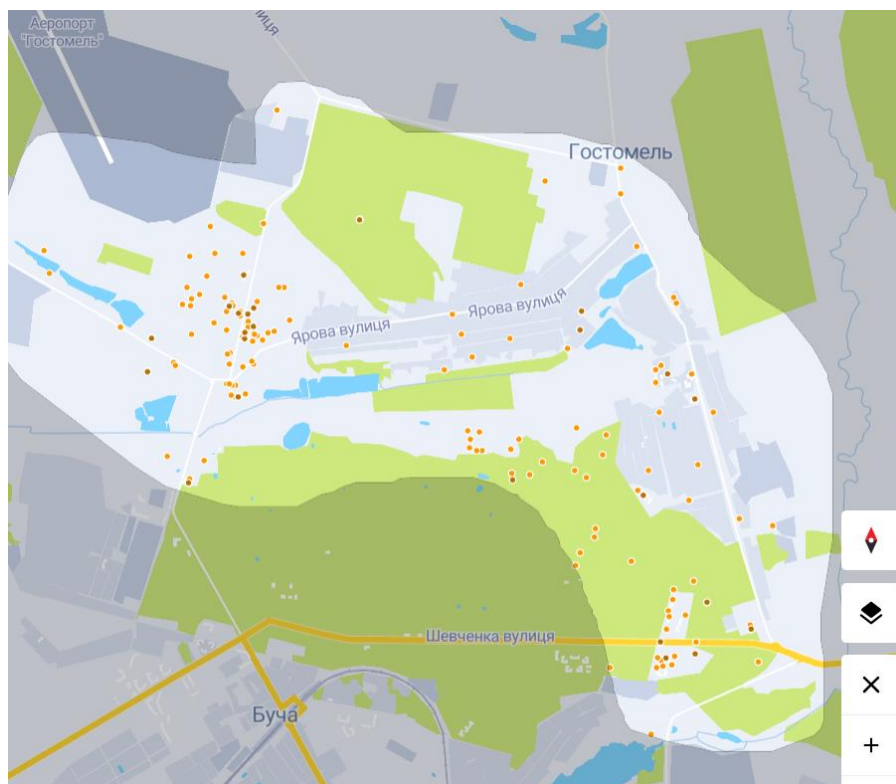 Аеропорт
"Гостомель"
Гостомель
Ярова вулиця
Ярова вулиця
Шевченка вулиця
Буча
+